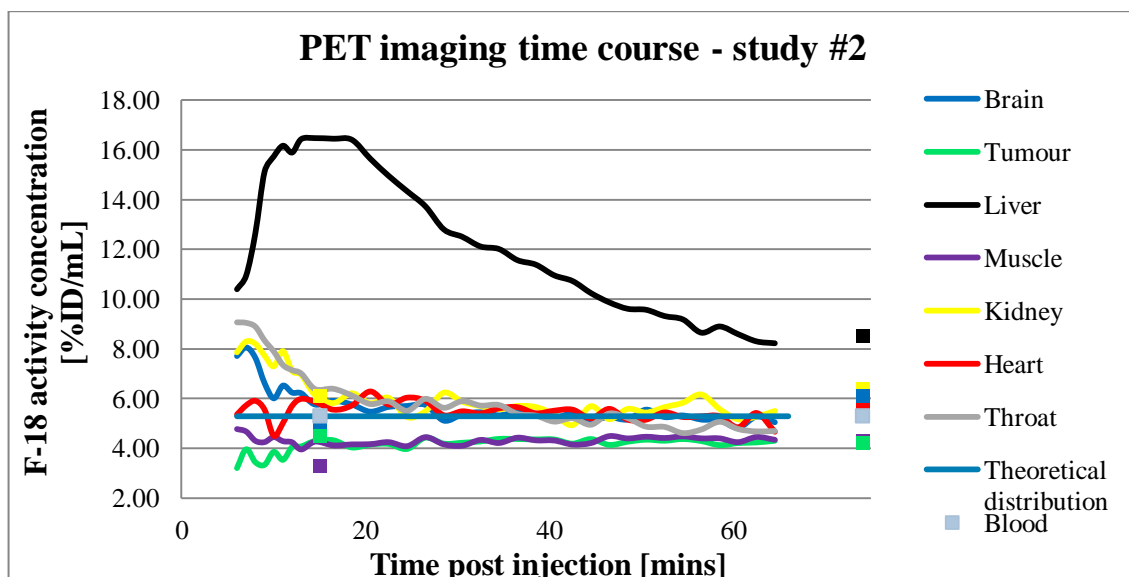 PET imaging time course - study #2
F-18 activity concentration
[%ID/mL]
18.00
16.00
14.00
12.00
10.00
8.00
6.00
4.00
2.00
0
20
40
60
Time post injection [mins]
Brain
Tumour
Liver
Muscle
Kidney
Heart
Throat
Theoretical
distribution
Blood